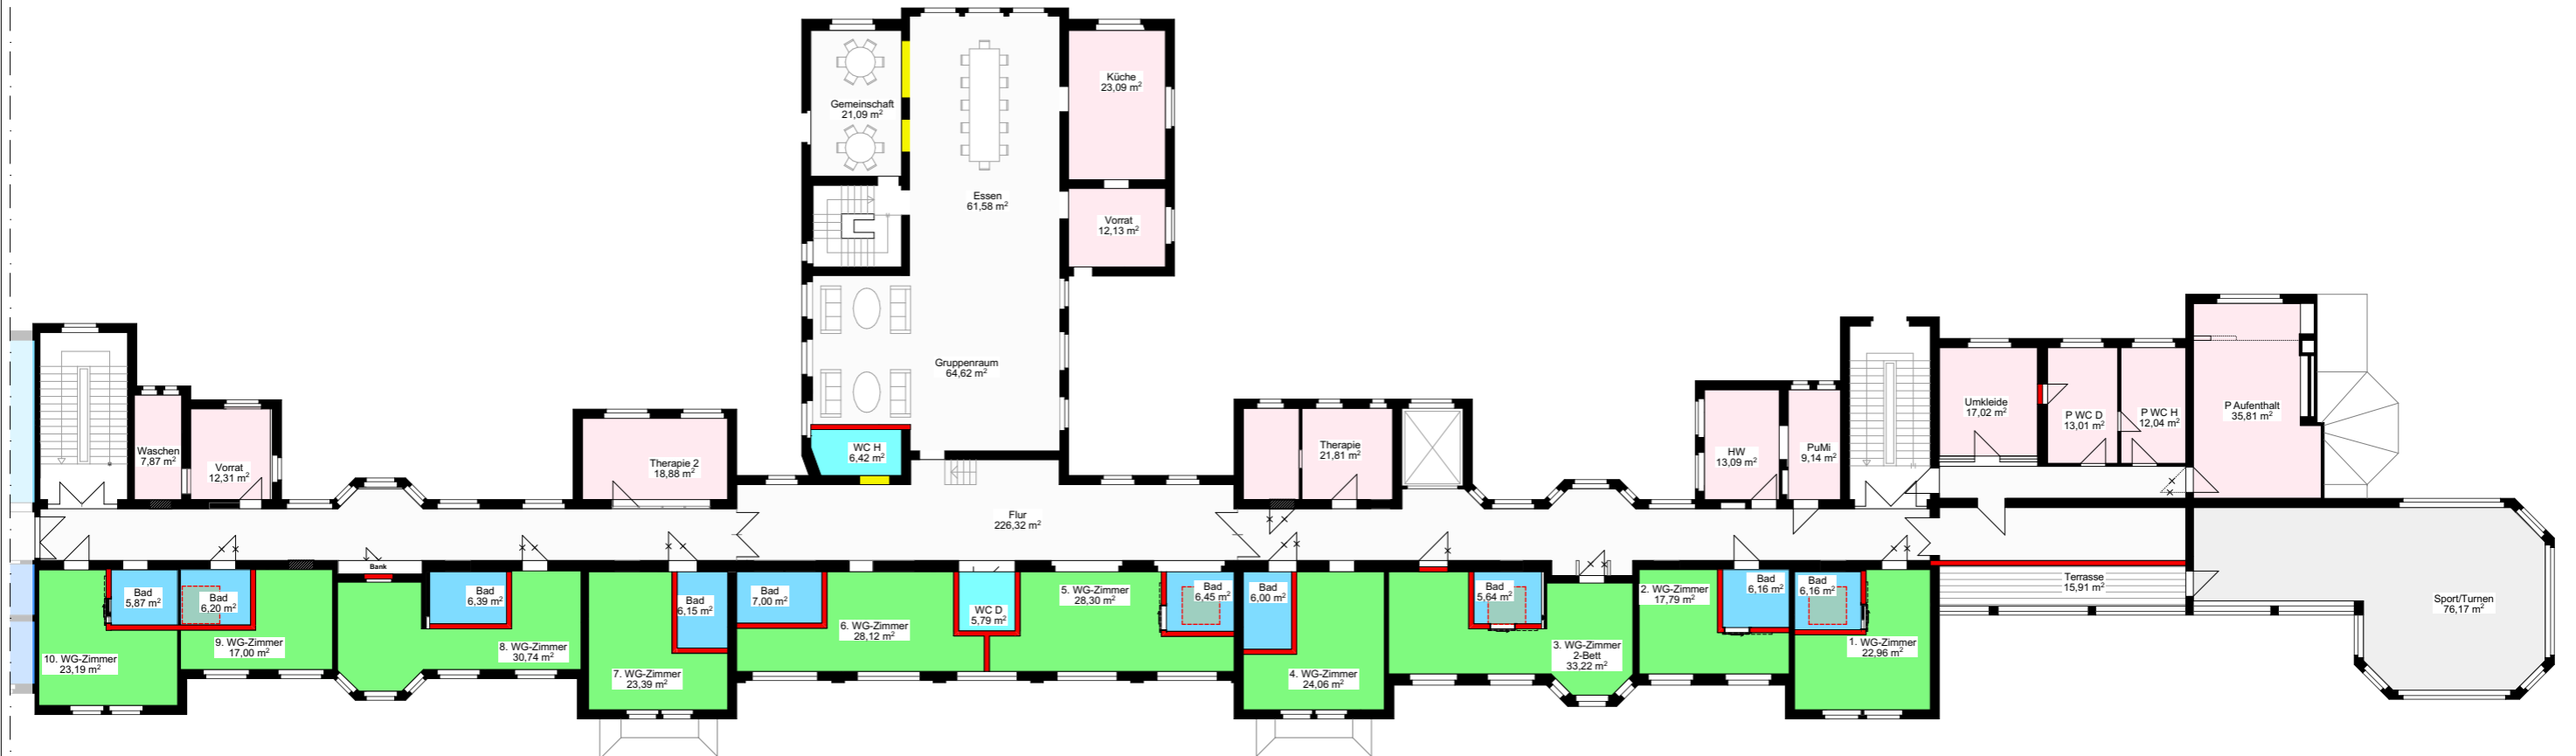 Gemeinschaft
21,09 m²
Küche
23,09 m²
Essen
61,58 m²
Vorrat
12,13 m²
Gruppenraum
64,62 m²
WC H
6,42 m²
Waschen
7,87 m²
Vorrat
12,31 m²
Therapie 2
18,88 m²
Therapie
21,81 m²
HW
13,09 m²
PuMi
9,14 m²
Umkleide
17,02 m²
P WC D
13,01 m²
P WC H
12,04 m²
P Aufenthalt
35,81 m²
Flur
226,32 m²
Bank
Bad
5,87 m²
Bad
6,20 m²
Bad
6,39 m²
Bad
6,15 m²
Bad
7,00 m²
WC D
5,79 m²
Bad
6,45 m²
Bad
6,00 m²
Bad
5,64 m²
Bad
6,16 m²
Bad
6,16 m²
Terrasse
15,91 m²
Sport/Turnen
76,17 m²
10. WG-Zimmer
23,19 m²
9. WG-Zimmer
17,00 m²
8. WG-Zimmer
30,74 m²
7. WG-Zimmer
23,39 m²
6. WG-Zimmer
28,12 m²
5. WG-Zimmer
28,30 m²
4. WG-Zimmer
24,06 m²
3. WG-Zimmer
2-Bett
33,22 m²
2. WG-Zimmer
17,79 m²
1. WG-Zimmer
22,96 m²